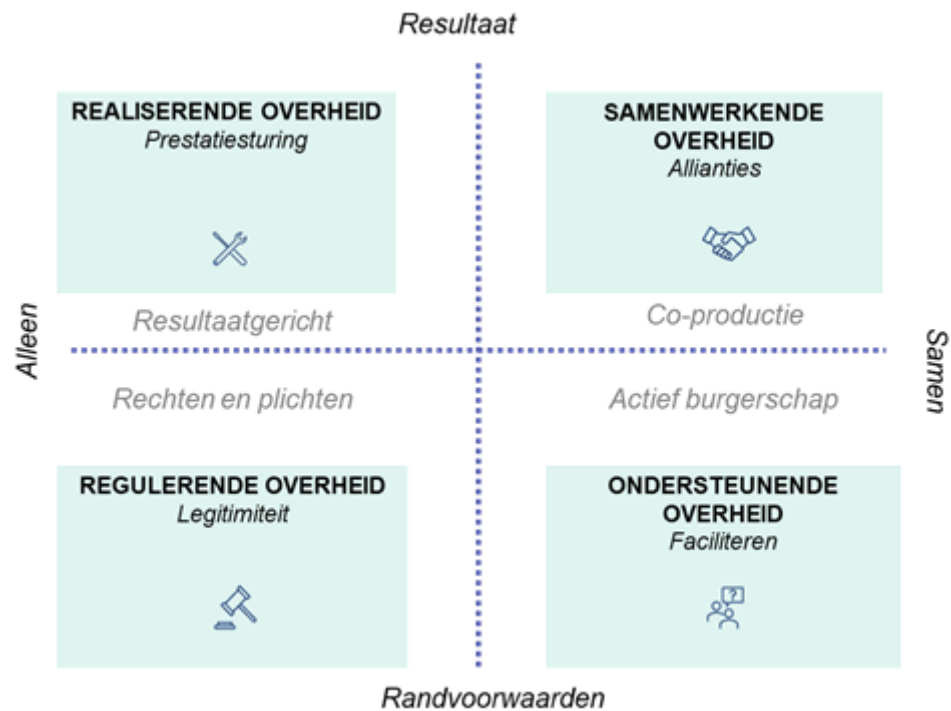 Resultaat
REALISERENDE OVERHEID
Prestatiesturing
SAMENWERKENDE
OVERHEID
Allianties
Resultaatgericht
Co-productie
Alleen
Samen
Rechten en plichten
Actief burgerschap
REGULERENDE OVERHEID
Legitimiteit
ONDERSTEUNENDE
OVERHEID
Faciliteren
?
Randvoorwaarden